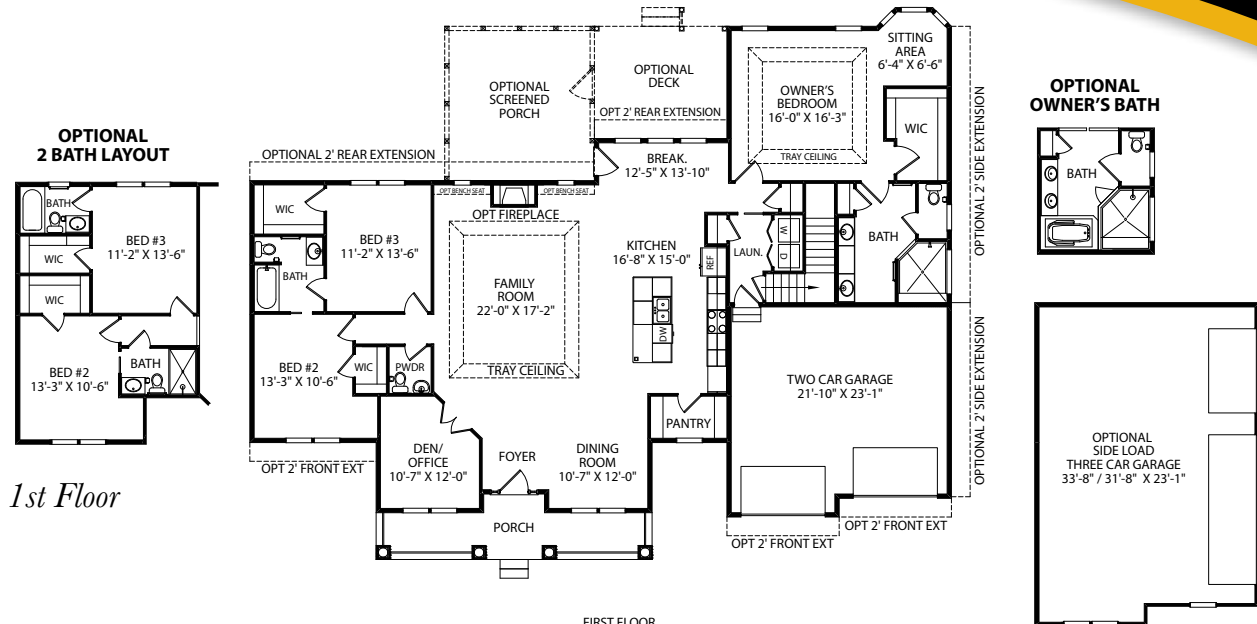 OPTIONAL
2 BATH LAYOUT
BATH
BED #3
11'-2" X 13'-6"
WIC
WIC
BED #2
13'-3" X 10'-6"
BATH
1st Floor
OPTIONAL
SCREENED
PORCH
OPTIONAL
DECK
OPT 2' REAR EXTENSION
OPTIONAL 2' REAR EXTENSION
SITTING
AREA
6'-4" X 6'-6"
OWNER'S
BEDROOM
16'-0" X 16'-3"
TRAY CEILING
WIC
OPTIONAL 2' SIDE EXTENSION
BREAK.
12'-5" X 13'-10"
OPT BENCH SEAT
OPT BENCH SEAT
OPT FIREPLACE
WIC
BED #3
11'-2" X 13'-6"
BATH
FAMILY
ROOM
22'-0" X 17'-2"
TRAY CEILING
KITCHEN
16'-8" X 15'-0"
REF
DW
LAUN.
W
D
BATH
BED #2
13'-3" X 10'-6"
WIC
PWDR
PANTRY
TWO CAR GARAGE
21'-10" X 23'-1"
OPTIONAL 2' SIDE EXTENSION
OPT 2' FRONT EXT
DEN/
OFFICE
10'-7" X 12'-0"
FOYER
DINING
ROOM
10'-7" X 12'-0"
PORCH
OPT 2' FRONT EXT
OPT 2' FRONT EXT
FIRST FLOOR
OPTIONAL
OWNER'S BATH
BATH
OPTIONAL
SIDE LOAD
THREE CAR GARAGE
33'-8" / 31'-8" X 23'-1"